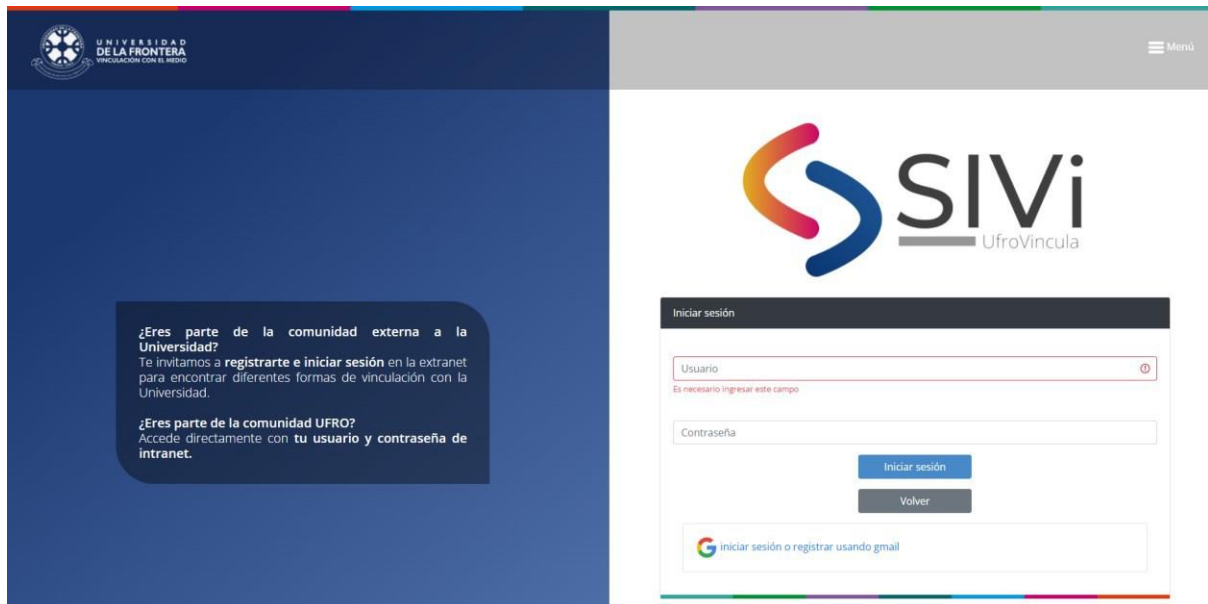 UNIVERSIDAD
DE LA FRONTERA
VINCULACIÓN CON EL MEDIO
Menú
SIVi
UfroVincula
¿Eres parte de la comunidad externa a la
Universidad?
Te invitamos a registrarte e iniciar sesión en la extranet
para encontrar diferentes formas de vinculación con la
Universidad.
¿Eres parte de la comunidad UFRO?
Accede directamente con tu usuario y contraseña de
intranet.
Iniciar sesión
Usuario
Es necesario ingresar este campo
Contraseña
Iniciar sesión
Volver
iniciar sesión o registrar usando gmail